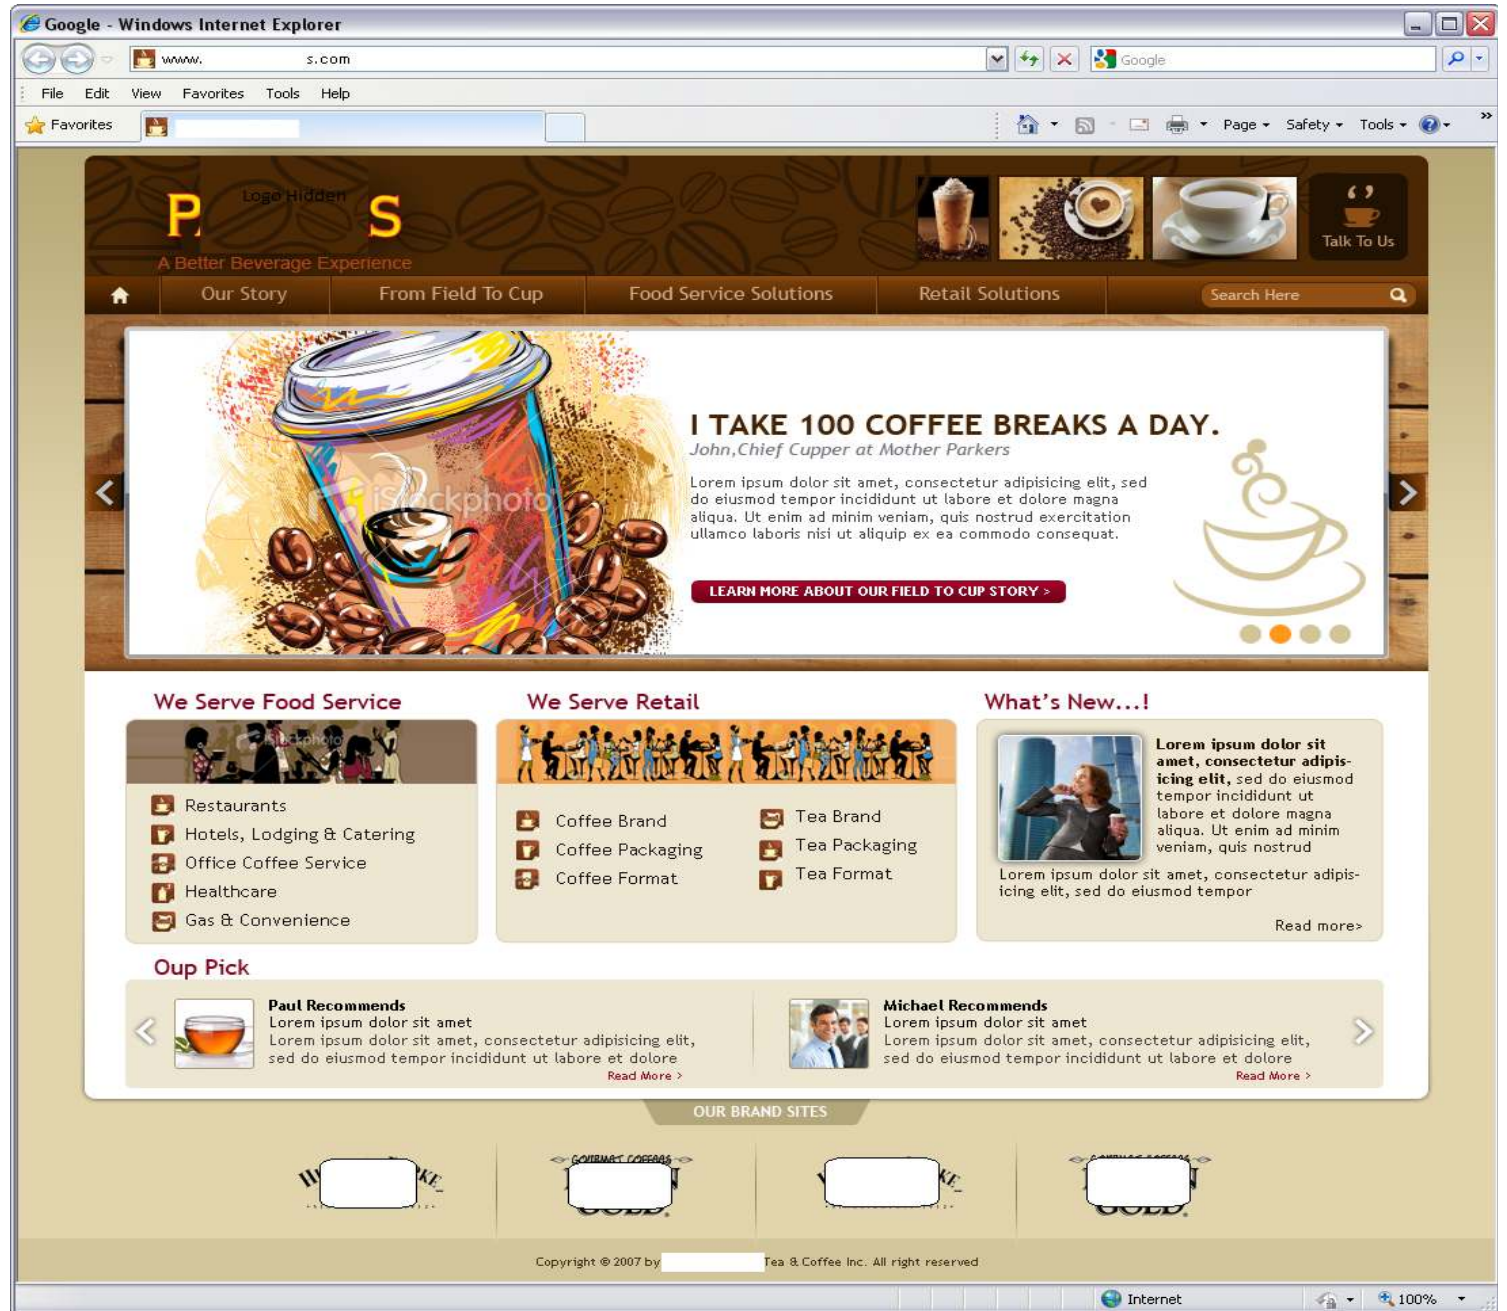 Google - Windows Internet Explorer
www. s.com
Google
File Edit View Favorites Tools Help
Favorites
Page Safety Tools
Logo Hidden
P S
A Better Beverage Experience
Talk To Us
Our Story From Field To Cup Food Service Solutions Retail Solutions Search Here
iStockphoto
I TAKE 100 COFFEE BREAKS A DAY.
John,Chief Cupper at Mother Parkers
Lorem ipsum dolor sit amet, consectetur adipisicing elit, sed
do eiusmod tempor incididunt ut labore et dolore magna
aliqua. Ut enim ad minim veniam, quis nostrud exercitation
ullamco laboris nisi ut aliquip ex ea commodo consequat.
LEARN MORE ABOUT OUR FIELD TO CUP STORY >
We Serve Food Service
iStockphoto
Restaurants
Hotels, Lodging & Catering
Office Coffee Service
Healthcare
Gas & Convenience
We Serve Retail
Coffee Brand
Coffee Packaging
Coffee Format
Tea Brand
Tea Packaging
Tea Format
What's New...!
Lorem ipsum dolor sit
amet, consectetur adipis-
icing elit, sed do eiusmod
tempor incididunt ut
labore et dolore magna
aliqua. Ut enim ad minim
veniam, quis nostrud
Lorem ipsum dolor sit amet, consectetur adipis-
icing elit, sed do eiusmod tempor
Read more>
Oup Pick
Paul Recommends
Lorem ipsum dolor sit amet
Lorem ipsum dolor sit amet, consectetur adipisicing elit,
sed do eiusmod tempor incididunt ut labore et dolore
Read More >
Michael Recommends
Lorem ipsum dolor sit amet
Lorem ipsum dolor sit amet, consectetur adipisicing elit,
sed do eiusmod tempor incididunt ut labore et dolore
Read More >
OUR BRAND SITES
GOURMET COFFEES
Copyright © 2007 by Tea & Coffee Inc. All right reserved
Internet
100%